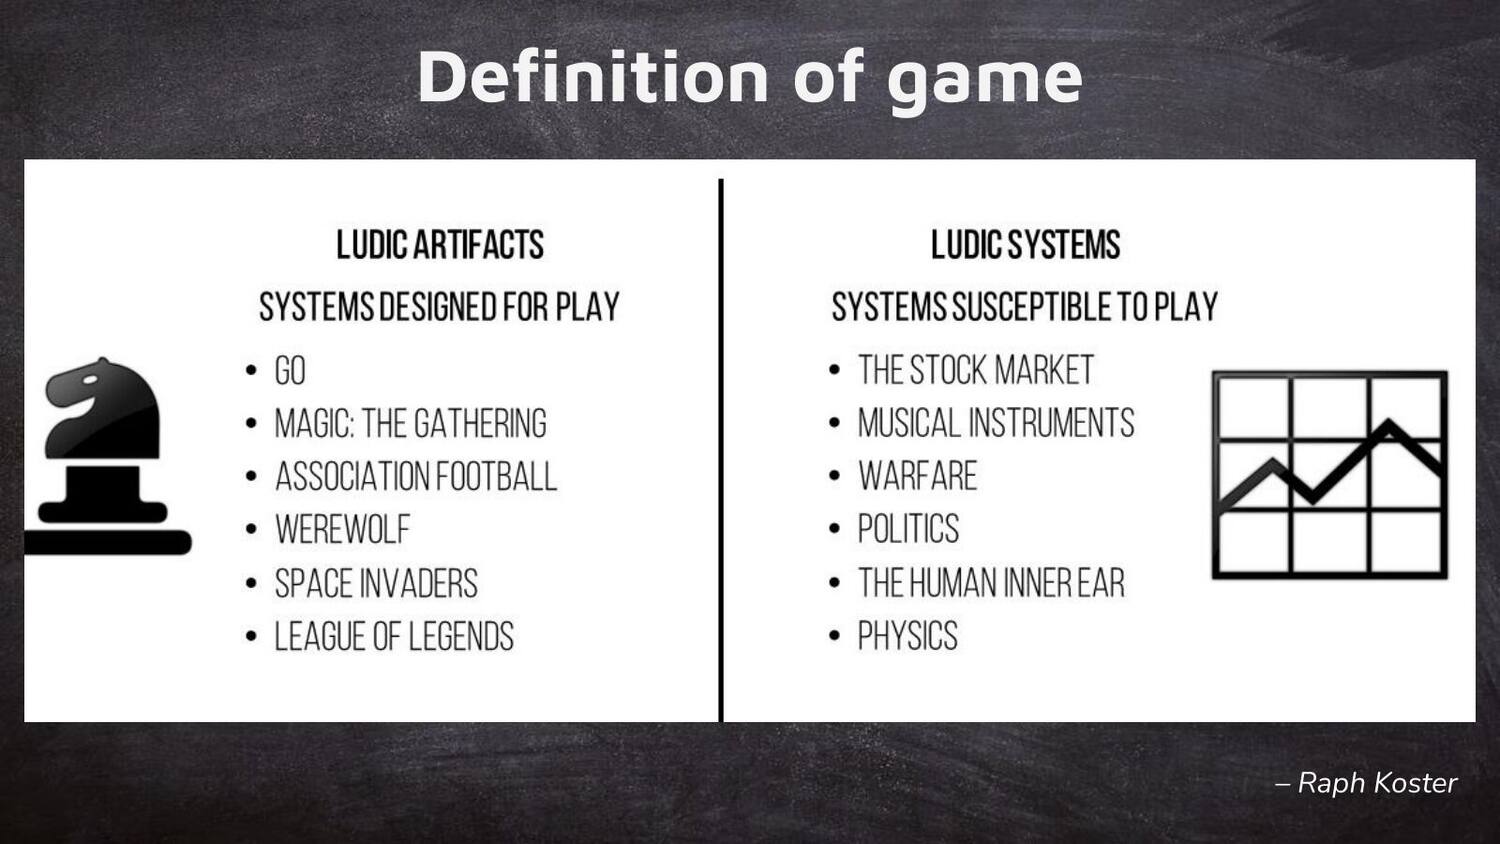 Definition of game
LUDIC ARTIFACTS
SYSTEMS DESIGNED FOR PLAY
• GO
• MAGIC: THE GATHERING
• ASSOCIATION FOOTBALL
• WEREWOLF
• SPACE INVADERS
• LEAGUE OF LEGENDS
LUDIC SYSTEMS
SYSTEMS SUSCEPTIBLE TO PLAY
• THE STOCK MARKET
• MUSICAL INSTRUMENTS
• WARFARE
• POLITICS
• THE HUMAN INNER EAR
• PHYSICS
– Raph Koster